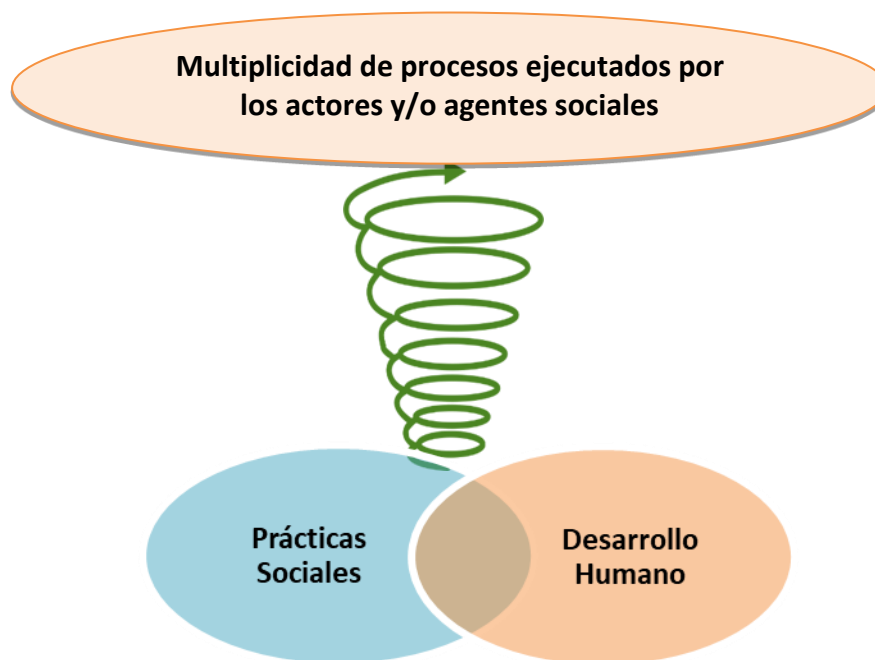 Multiplicidad de procesos ejecutados por
los actores y/o agentes sociales
Prácticas
Sociales
Desarrollo
Humano